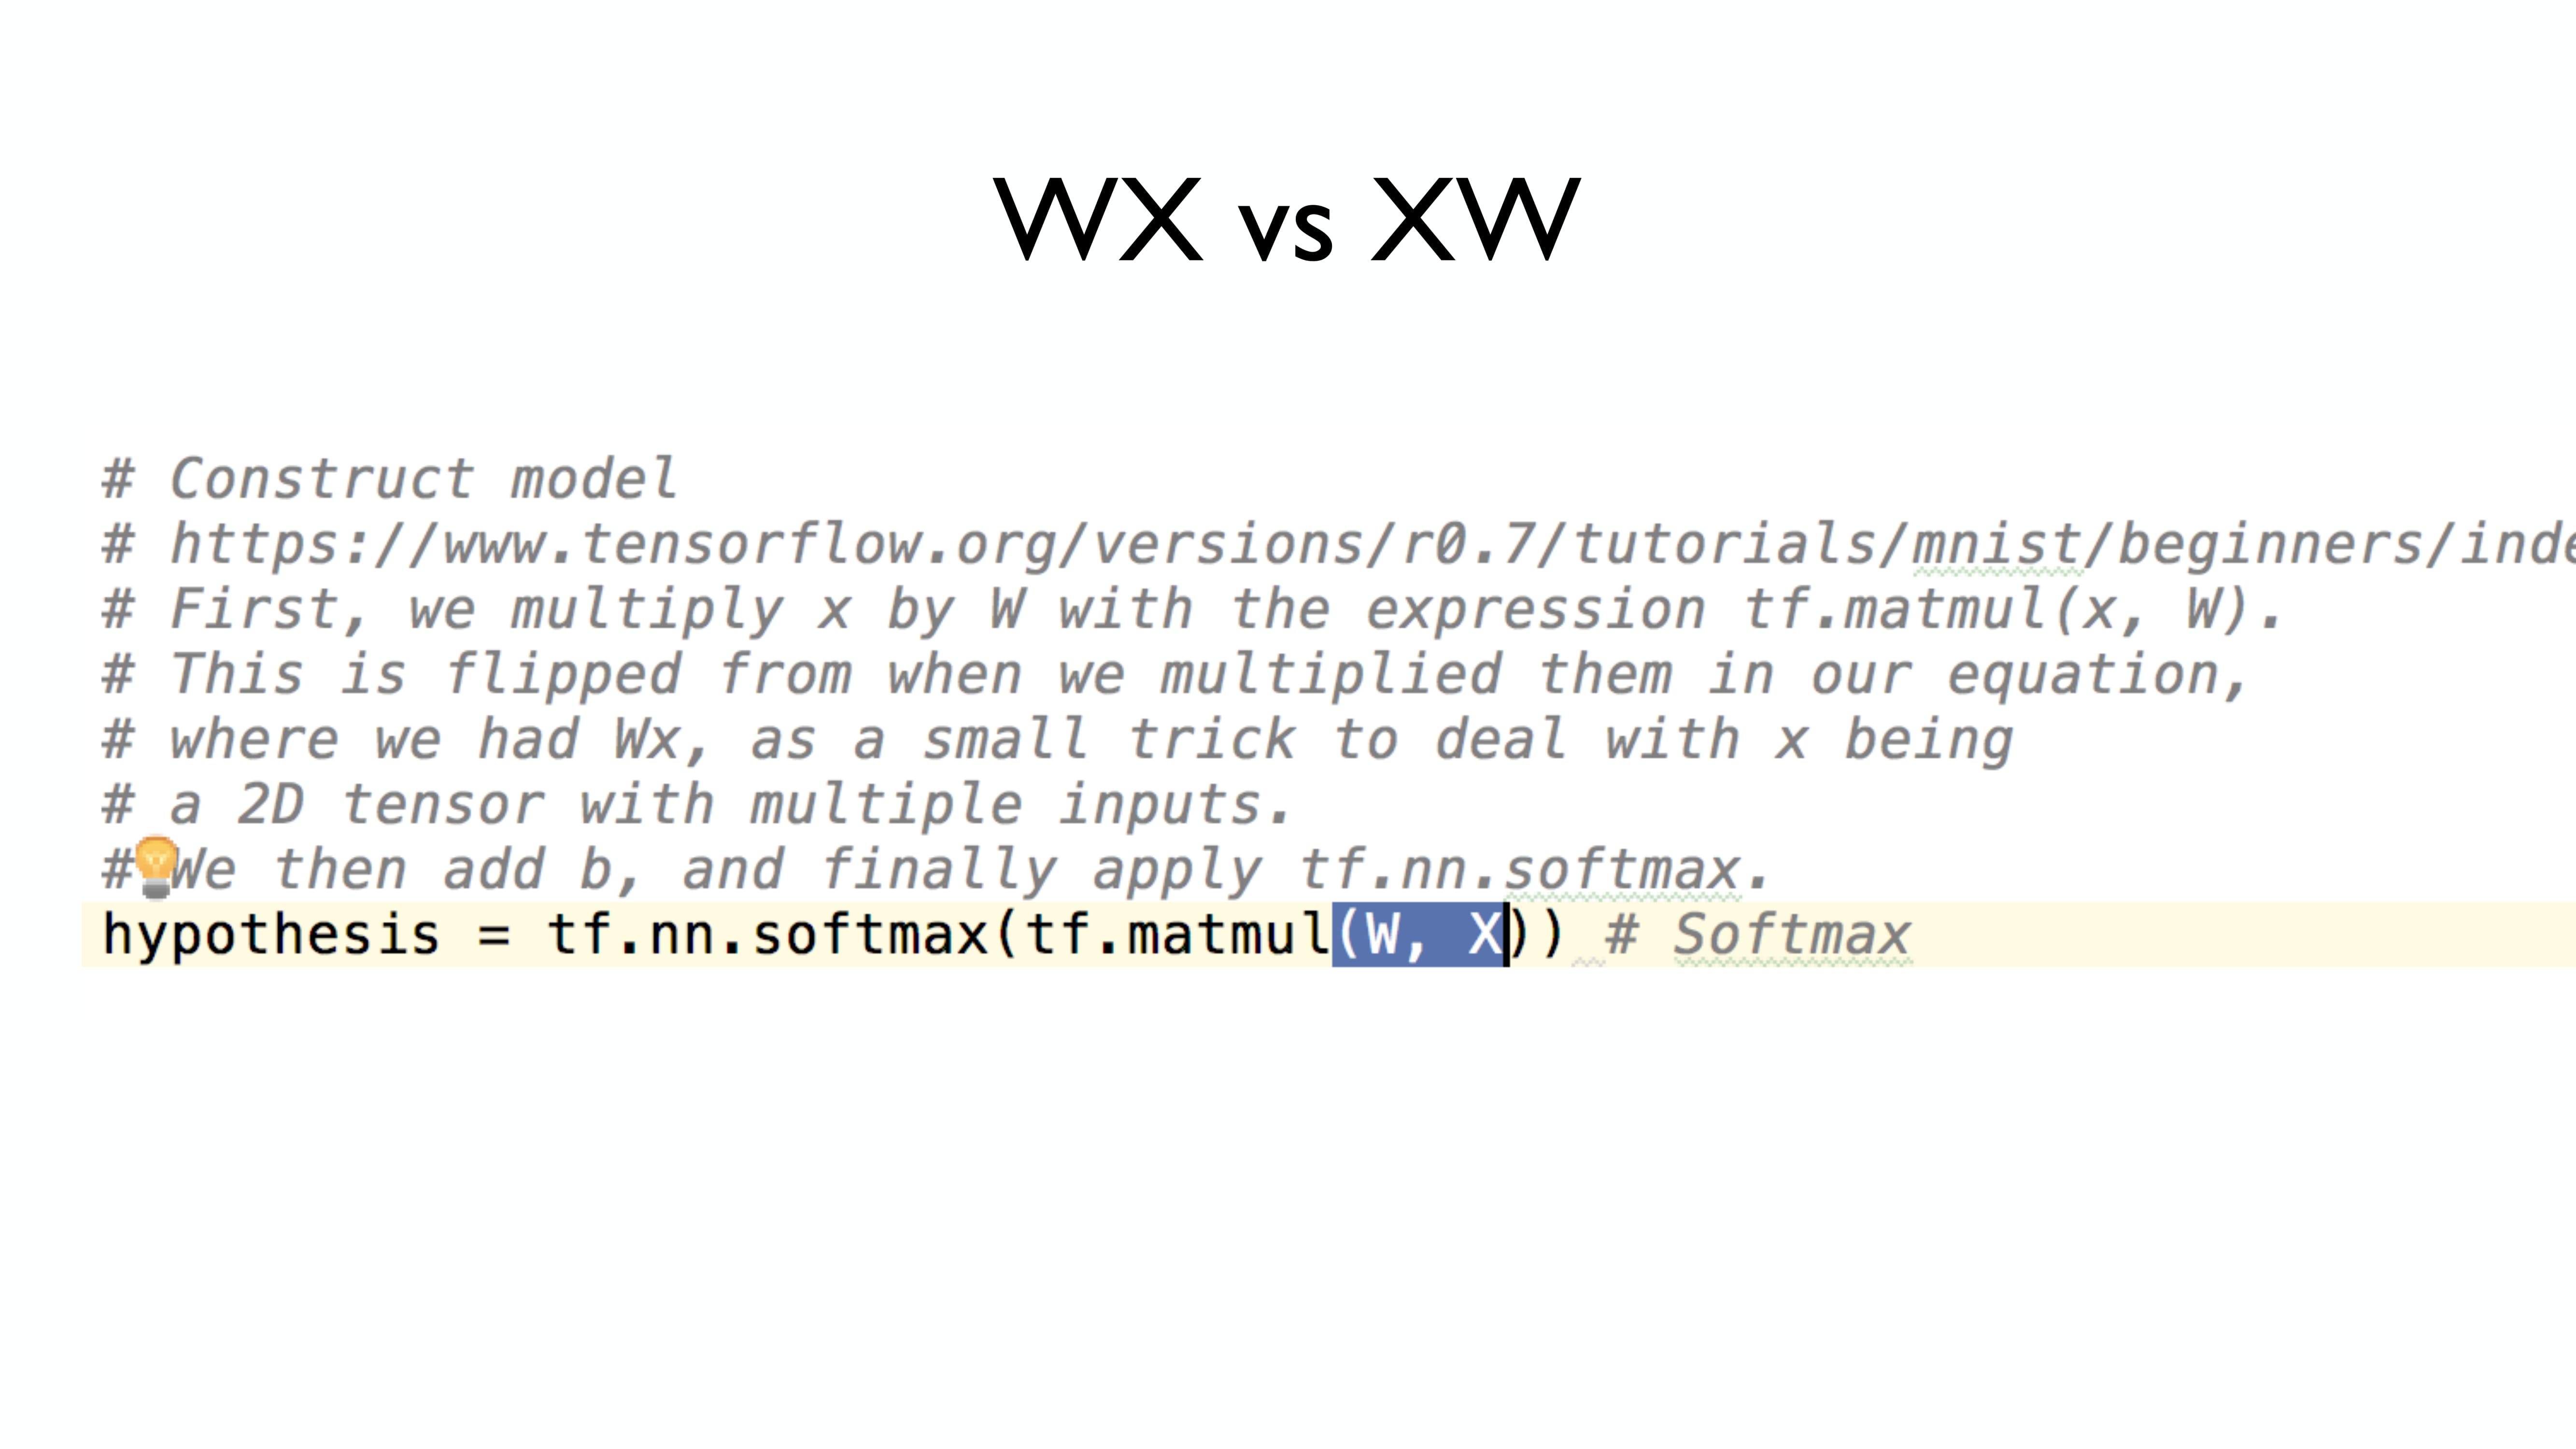 WX vs XW
# Construct model
# https://www.tensorflow.org/versions/r0.7/tutorials/mnist/beginners/inde
# First, we multiply x by W with the expression tf.matmul(x, W).
# This is flipped from when we multiplied them in our equation,
# where we had Wx, as a small trick to deal with x being
# a 2D tensor with multiple inputs.
# We then add b, and finally apply tf.nn.softmax.
hypothesis = tf.nn.softmax(tf.matmul(W, X)) # Softmax